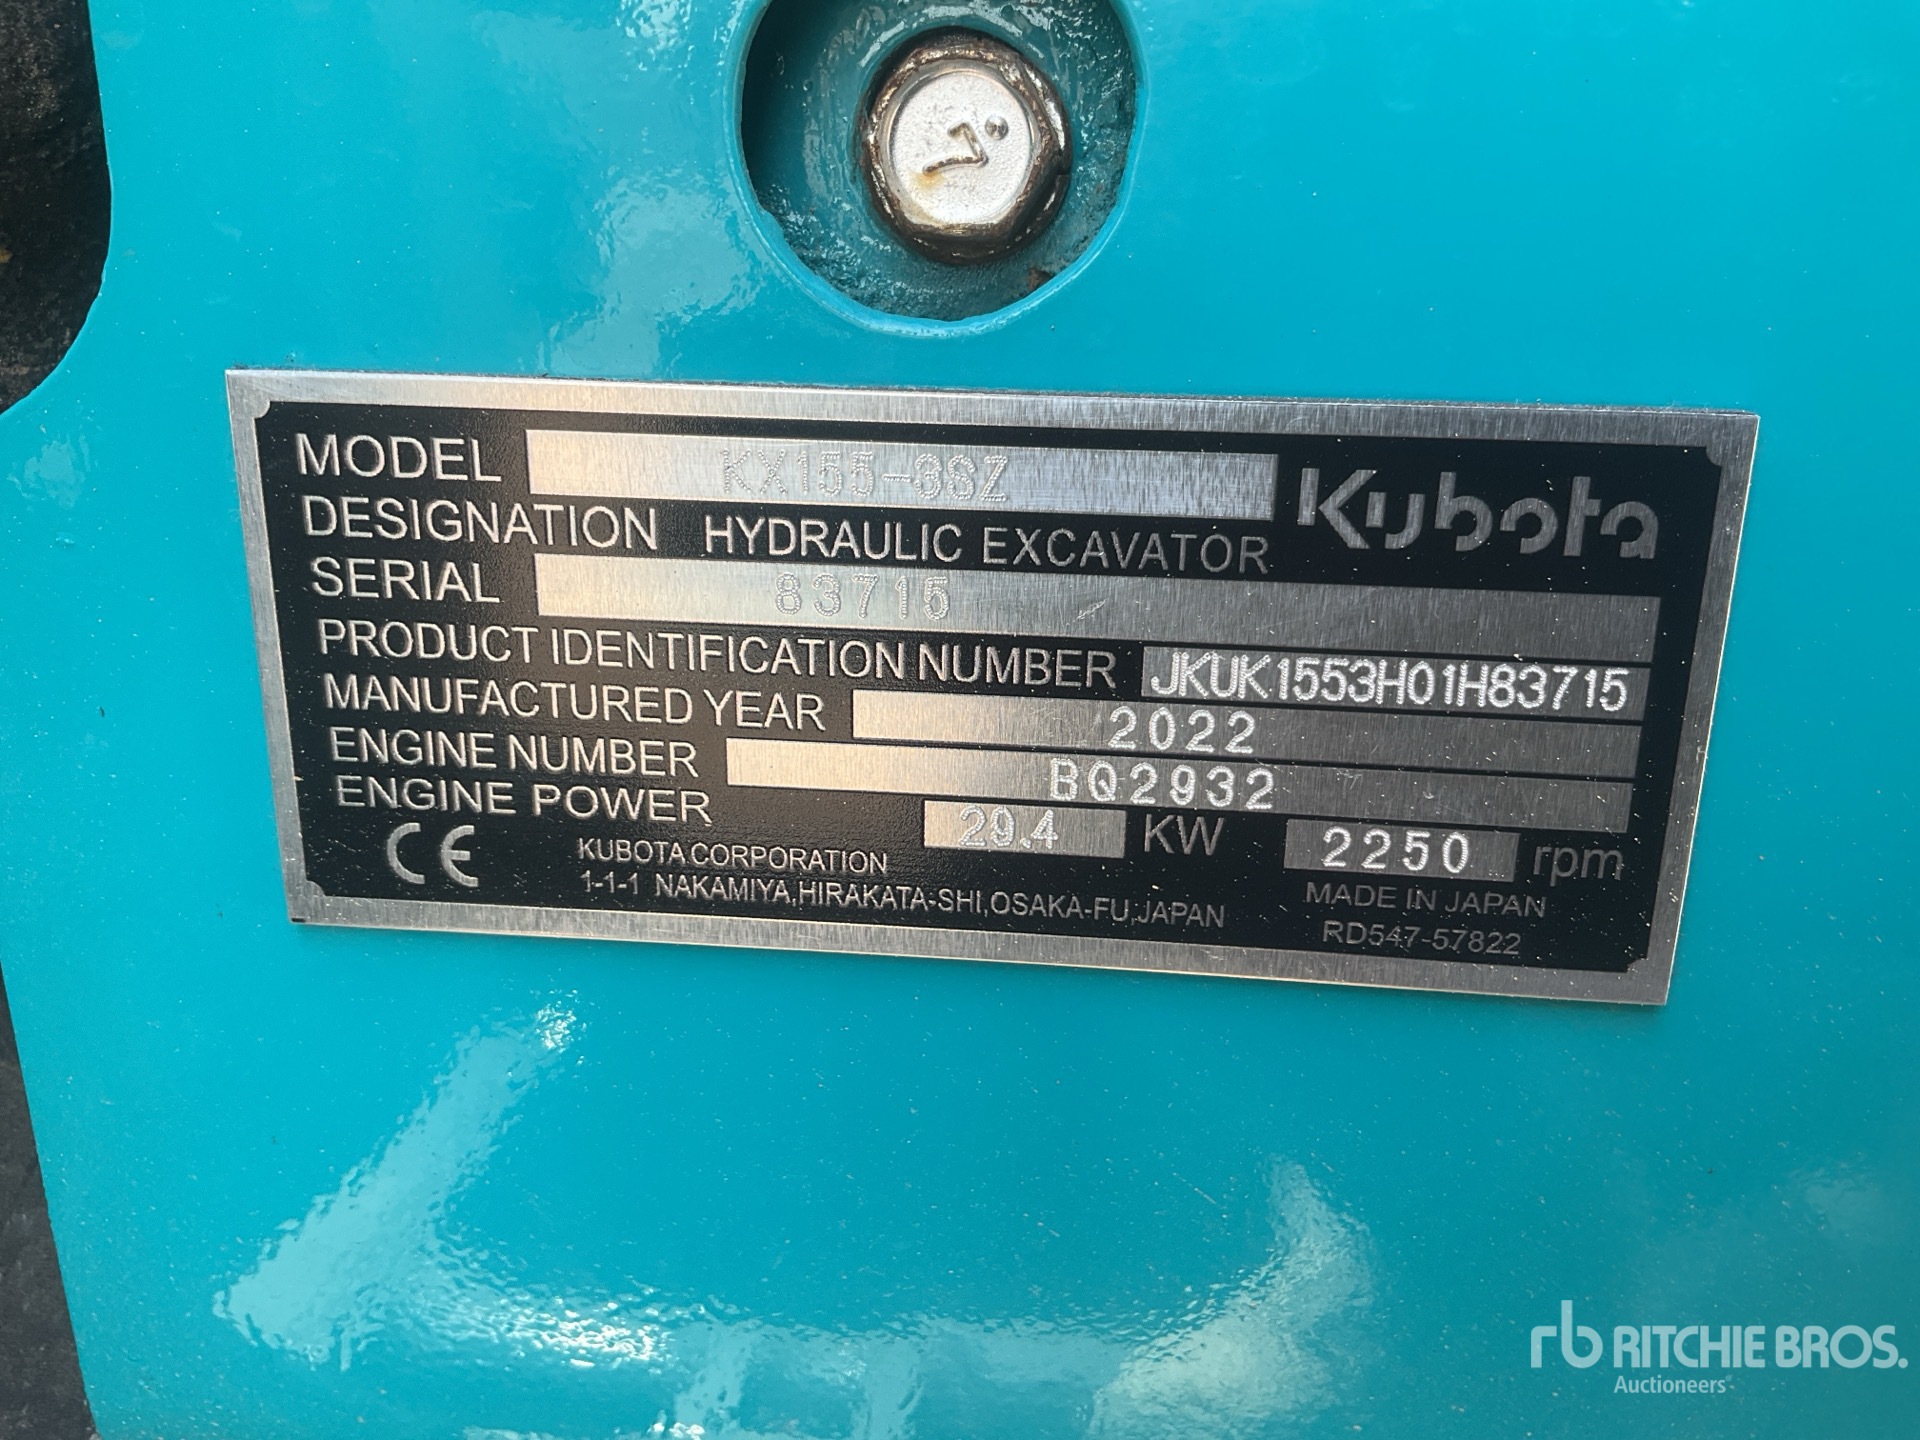 MODEL KX155-3SZ Kubota
DESIGNATION HYDRAULIC EXCAVATOR
SERIAL 83715
PRODUCT IDENTIFICATION NUMBER JKUK1553H01H83715
MANUFACTURED YEAR 2022
ENGINE NUMBER BQ2932
ENGINE POWER 29.4 KW 2250 rpm
CE KUBOTA CORPORATION MADE IN JAPAN
1-1-1 NAKAMIYA,HIRAKATA-SHI,OSAKA-FU,JAPAN RD547-57822
7
rb RITCHIE BROS.
Auctioneers